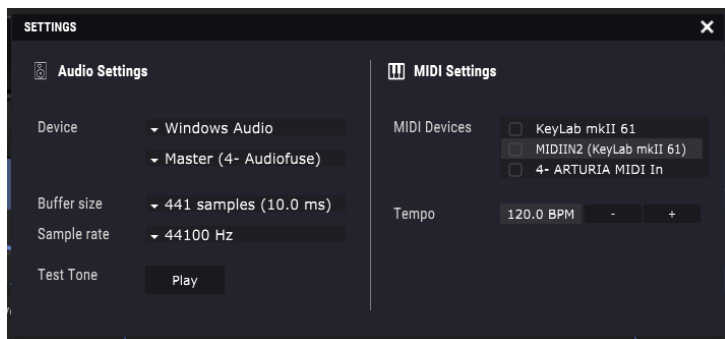 SETTINGS
Audio Settings
Device
Windows Audio
Master (4- Audiofuse)
Buffer size
441 samples (10.0 ms)
Sample rate
44100 Hz
Test Tone
Play
MIDI Settings
MIDI Devices
KeyLab mkII 61
MIDIIN2 (KeyLab mkII 61)
4- ARTURIA MIDI In
Tempo
120.0 BPM
-
+